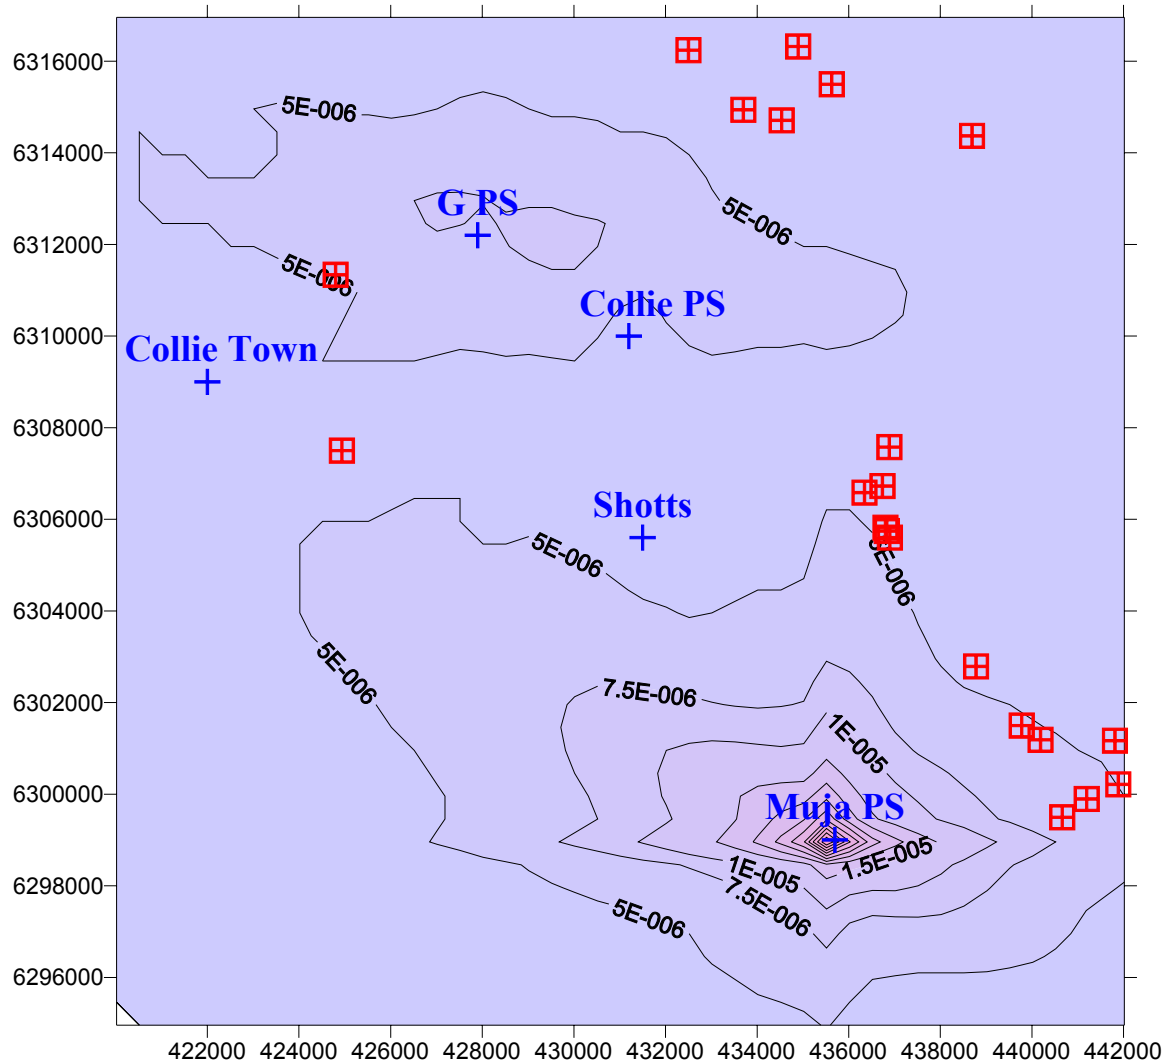 6316000
5E-006
6314000
G PS
5E-006
6312000
5E-006
Collie PS
6310000
Collie Town
6308000
Shotts
6306000
5E-006
5E-006
6304000
5E-006
7.5E-006
6302000
1E-005
6300000
Muja PS
1.5E-005
1E-005
7.5E-006
6298000
5E-006
6296000
422000 424000 426000 428000 430000 432000 434000 436000 438000 440000 442000